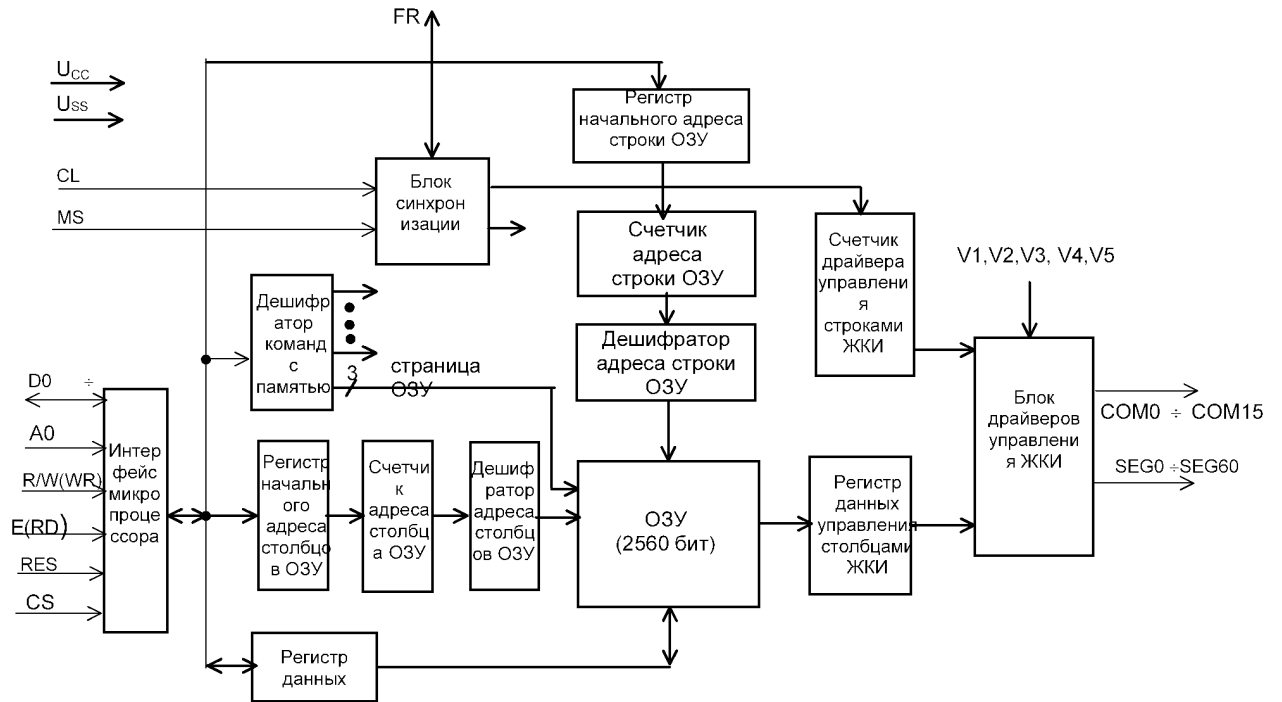 FR
Ucc
Uss
CL
MS
Блок
синхрон
изации
Регистр
начального адреса
строки ОЗУ
Счетчик
адреса
строки ОЗУ
Дешифратор
адреса строки
ОЗУ
Счетчик
драйвера
управлени
я
строками
ЖКИ
V1,V2,V3, V4,V5
Дешифр
атор
команд
с
памятью
3
страница
ОЗУ
D0 ÷
A0
R/W(WR)
E(RD)
RES
CS
Интер
фейс
микро
проце
ссора
Регистр
начальн
ого
адреса
столбцо
в ОЗУ
Счетчи
к
адреса
столбц
а ОЗУ
Дешиф
ратор
адреса
столбц
ов ОЗУ
ОЗУ
(2560 бит)
Регистр
данных
управления
столбцами
ЖКИ
Блок
драйверов
управлени
я ЖКИ
COM0 ÷ COM15
SEG0 ÷SEG60
Регистр
данных